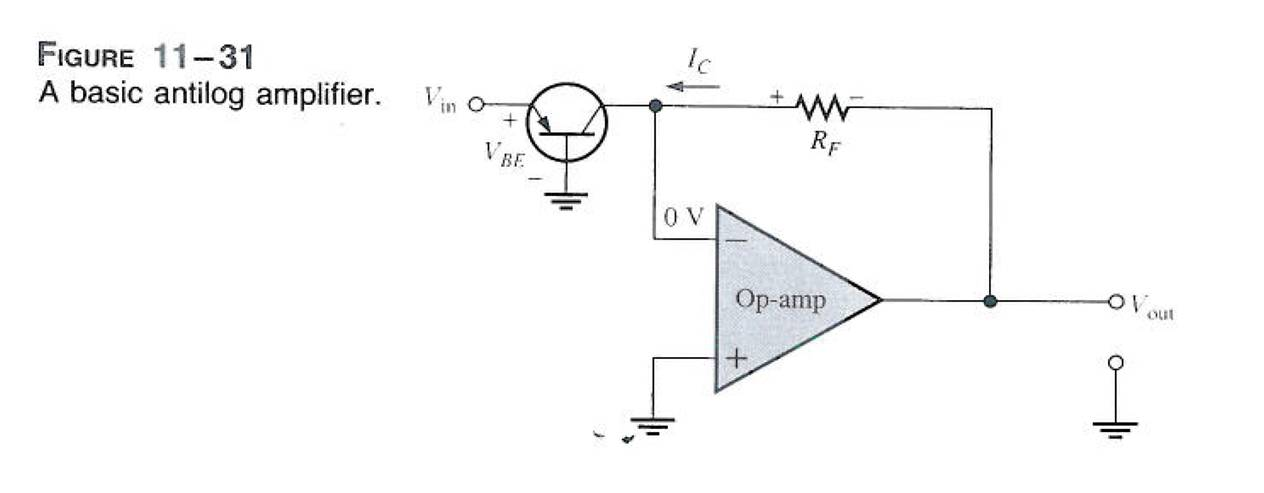 FIGURE 11–31
A basic antilog amplifier.
I_C
V_in
+
V_BE
−
+ −
R_F
0 V
−
Op-amp
+
V_out